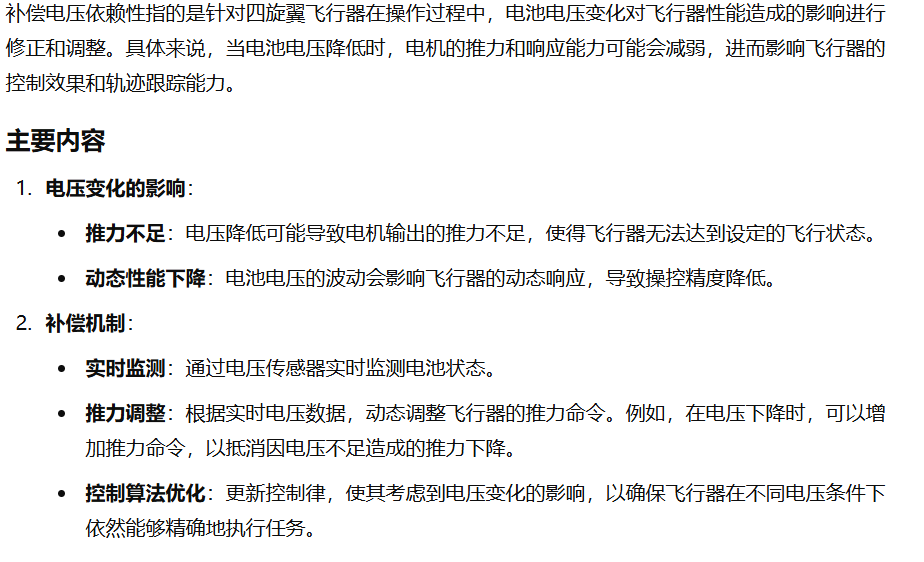 补偿电压依赖性指的是针对四旋翼飞行器在操作过程中，电池电压变化对飞行器性能造成的影响进行
修正和调整。具体来说，当电池电压降低时，电机的推力和响应能力可能会减弱，进而影响飞行器的
控制效果和轨迹跟踪能力。
主要内容
1. 电压变化的影响：
• 推力不足：电压降低可能导致电机输出的推力不足，使得飞行器无法达到设定的飞行状态。
• 动态性能下降：电池电压的波动会影响飞行器的动态响应，导致操控精度降低。
2. 补偿机制：
• 实时监测：通过电压传感器实时监测电池状态。
• 推力调整：根据实时电压数据，动态调整飞行器的推力命令。例如，在电压下降时，可以增
加推力命令，以抵消因电压不足造成的推力下降。
• 控制算法优化：更新控制律，使其考虑到电压变化的影响，以确保飞行器在不同电压条件下
依然能够精确地执行任务。